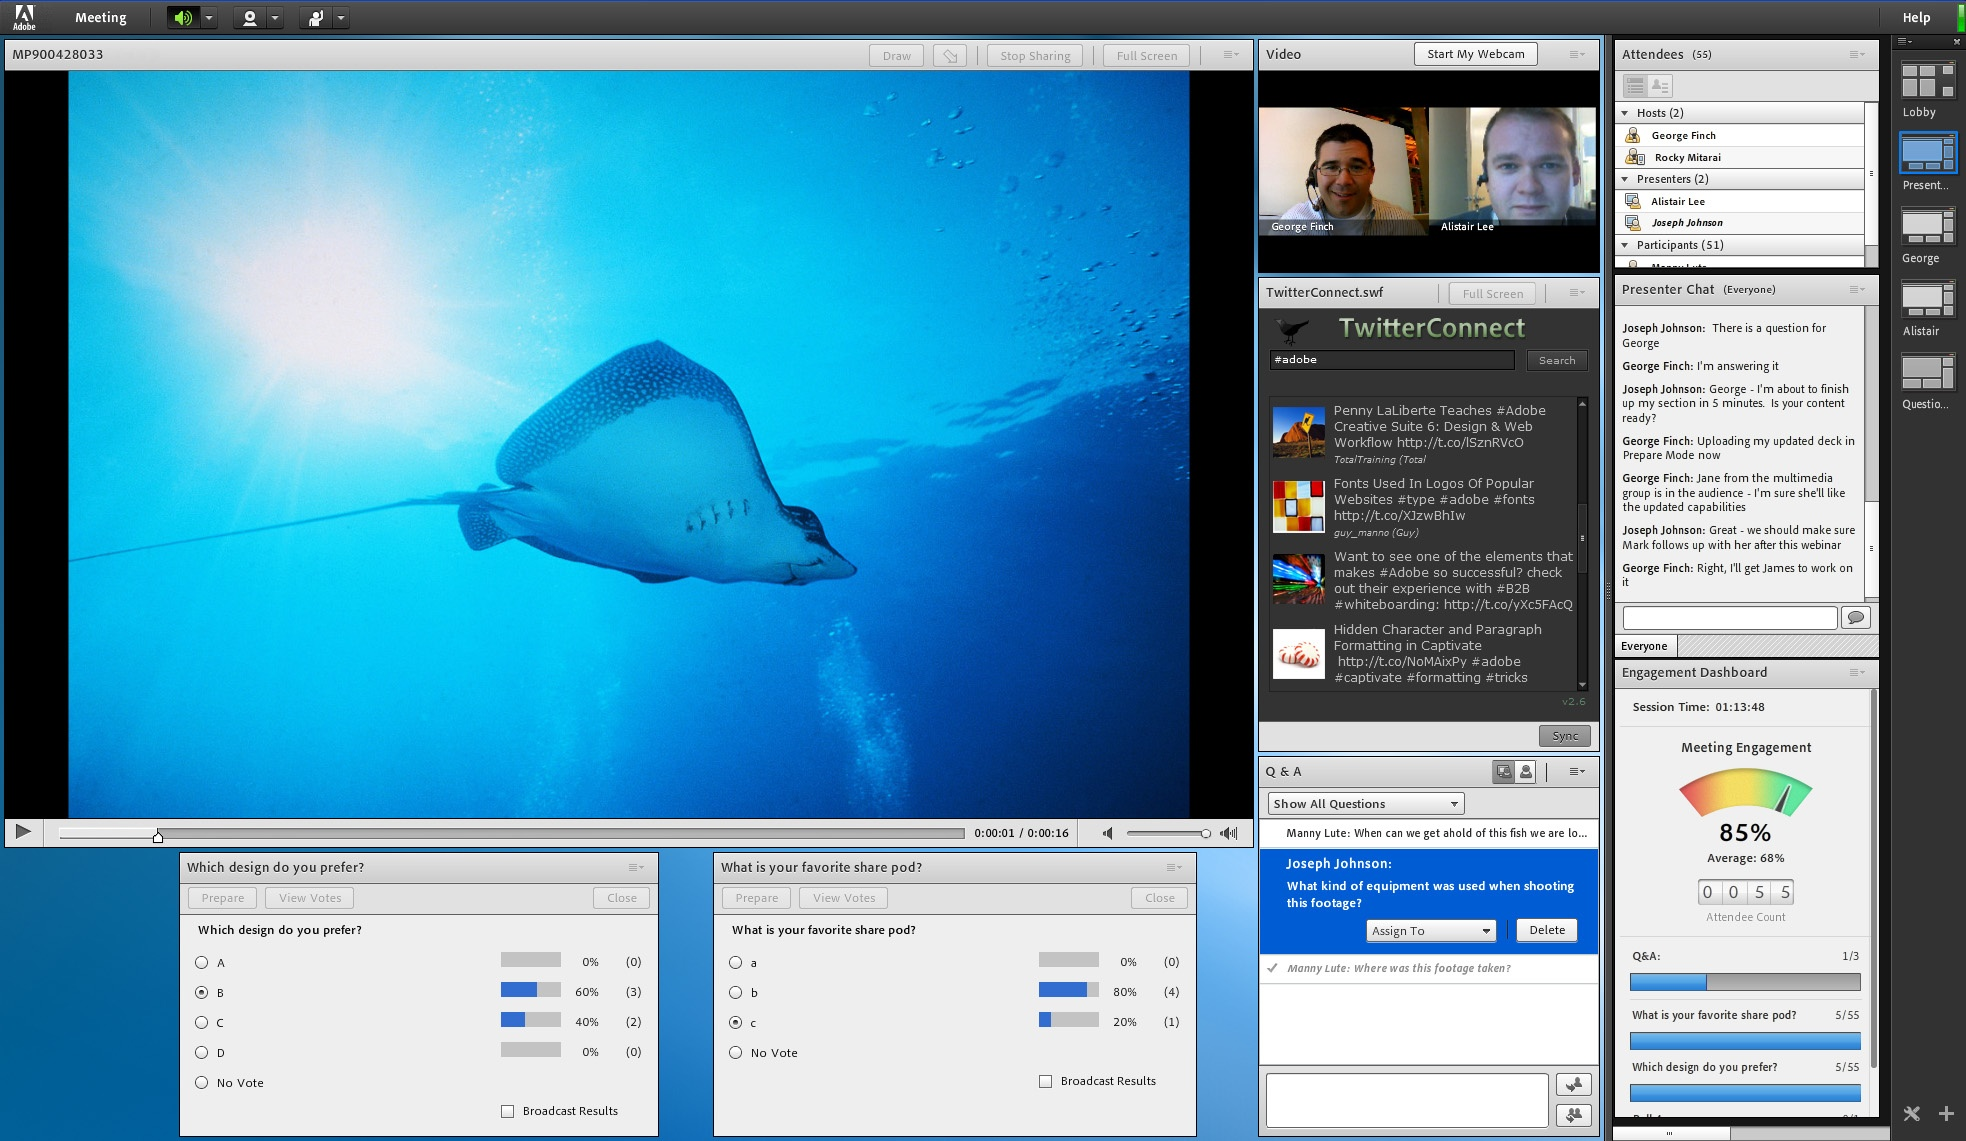 Adobe
Meeting
Help
MP900428033
Draw
Stop Sharing
Full Screen
0:00:01 / 0:00:16
Which design do you prefer?
Prepare
View Votes
Close
Which design do you prefer?
A 0% (0)
B 60% (3)
C 40% (2)
D 0% (0)
No Vote
Broadcast Results
What is your favorite share pod?
Prepare
View Votes
Close
What is your favorite share pod?
a 0% (0)
b 80% (4)
c 20% (1)
No Vote
Broadcast Results
Video
Start My Webcam
George Finch
Alistair Lee
TwitterConnect.swf
Full Screen
TwitterConnect
#adobe
Search
Penny LaLiberte Teaches #Adobe
Creative Suite 6: Design & Web
Workflow http://t.co/lSznRVcO
TotalTraining (Total
Fonts Used In Logos Of Popular
Websites #type #adobe #fonts
http://t.co/XJzwBhIw
guy_manno (Guy)
Want to see one of the elements that
makes #Adobe so successful? check
out their experience with #B2B
#whiteboarding: http://t.co/yXc5FAcQ
Hidden Character and Paragraph
Formatting in Captivate
http://t.co/NoMAixPy #adobe
#captivate #formatting #tricks
v2.6
Sync
Q & A
Show All Questions
Manny Lute: When can we get ahold of this fish we are lo...
Joseph Johnson:
What kind of equipment was used when shooting
this footage?
Assign To
Delete
Manny Lute: Where was this footage taken?
Attendees (55)
Hosts (2)
George Finch
Rocky Mitarai
Presenters (2)
Alistair Lee
Joseph Johnson
Participants (51)
Manny Lute
Presenter Chat (Everyone)
Joseph Johnson: There is a question for
George
George Finch: I'm answering it
Joseph Johnson: George - I'm about to finish
up my section in 5 minutes. Is your content
ready?
George Finch: Uploading my updated deck in
Prepare Mode now
George Finch: Jane from the multimedia
group is in the audience - I'm sure she'll like
the updated capabilities
Joseph Johnson: Great - we should make sure
Mark follows up with her after this webinar
George Finch: Right, I'll get James to work on
it
Everyone
Engagement Dashboard
Session Time: 01:13:48
Meeting Engagement
85%
Average: 68%
0 0 5 5
Attendee Count
Q&A: 1/3
What is your favorite share pod? 5/55
Which design do you prefer? 5/55
Lobby
Present...
George
Alistair
Questio...